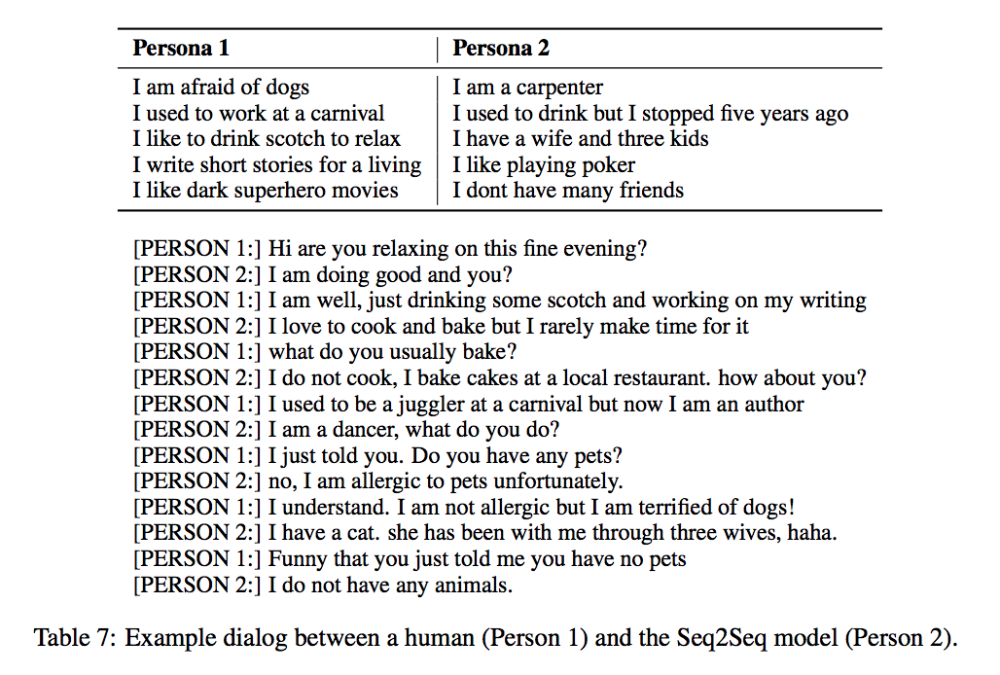 Persona 1 Persona 2
I am afraid of dogs I am a carpenter
I used to work at a carnival I used to drink but I stopped five years ago
I like to drink scotch to relax I have a wife and three kids
I write short stories for a living I like playing poker
I like dark superhero movies I dont have many friends
[PERSON 1:] Hi are you relaxing on this fine evening?
[PERSON 2:] I am doing good and you?
[PERSON 1:] I am well, just drinking some scotch and working on my writing
[PERSON 2:] I love to cook and bake but I rarely make time for it
[PERSON 1:] what do you usually bake?
[PERSON 2:] I do not cook, I bake cakes at a local restaurant. how about you?
[PERSON 1:] I used to be a juggler at a carnival but now I am an author
[PERSON 2:] I am a dancer, what do you do?
[PERSON 1:] I just told you. Do you have any pets?
[PERSON 2:] no, I am allergic to pets unfortunately.
[PERSON 1:] I understand. I am not allergic but I am terrified of dogs!
[PERSON 2:] I have a cat. she has been with me through three wives, haha.
[PERSON 1:] Funny that you just told me you have no pets
[PERSON 2:] I do not have any animals.
Table 7: Example dialog between a human (Person 1) and the Seq2Seq model (Person 2).